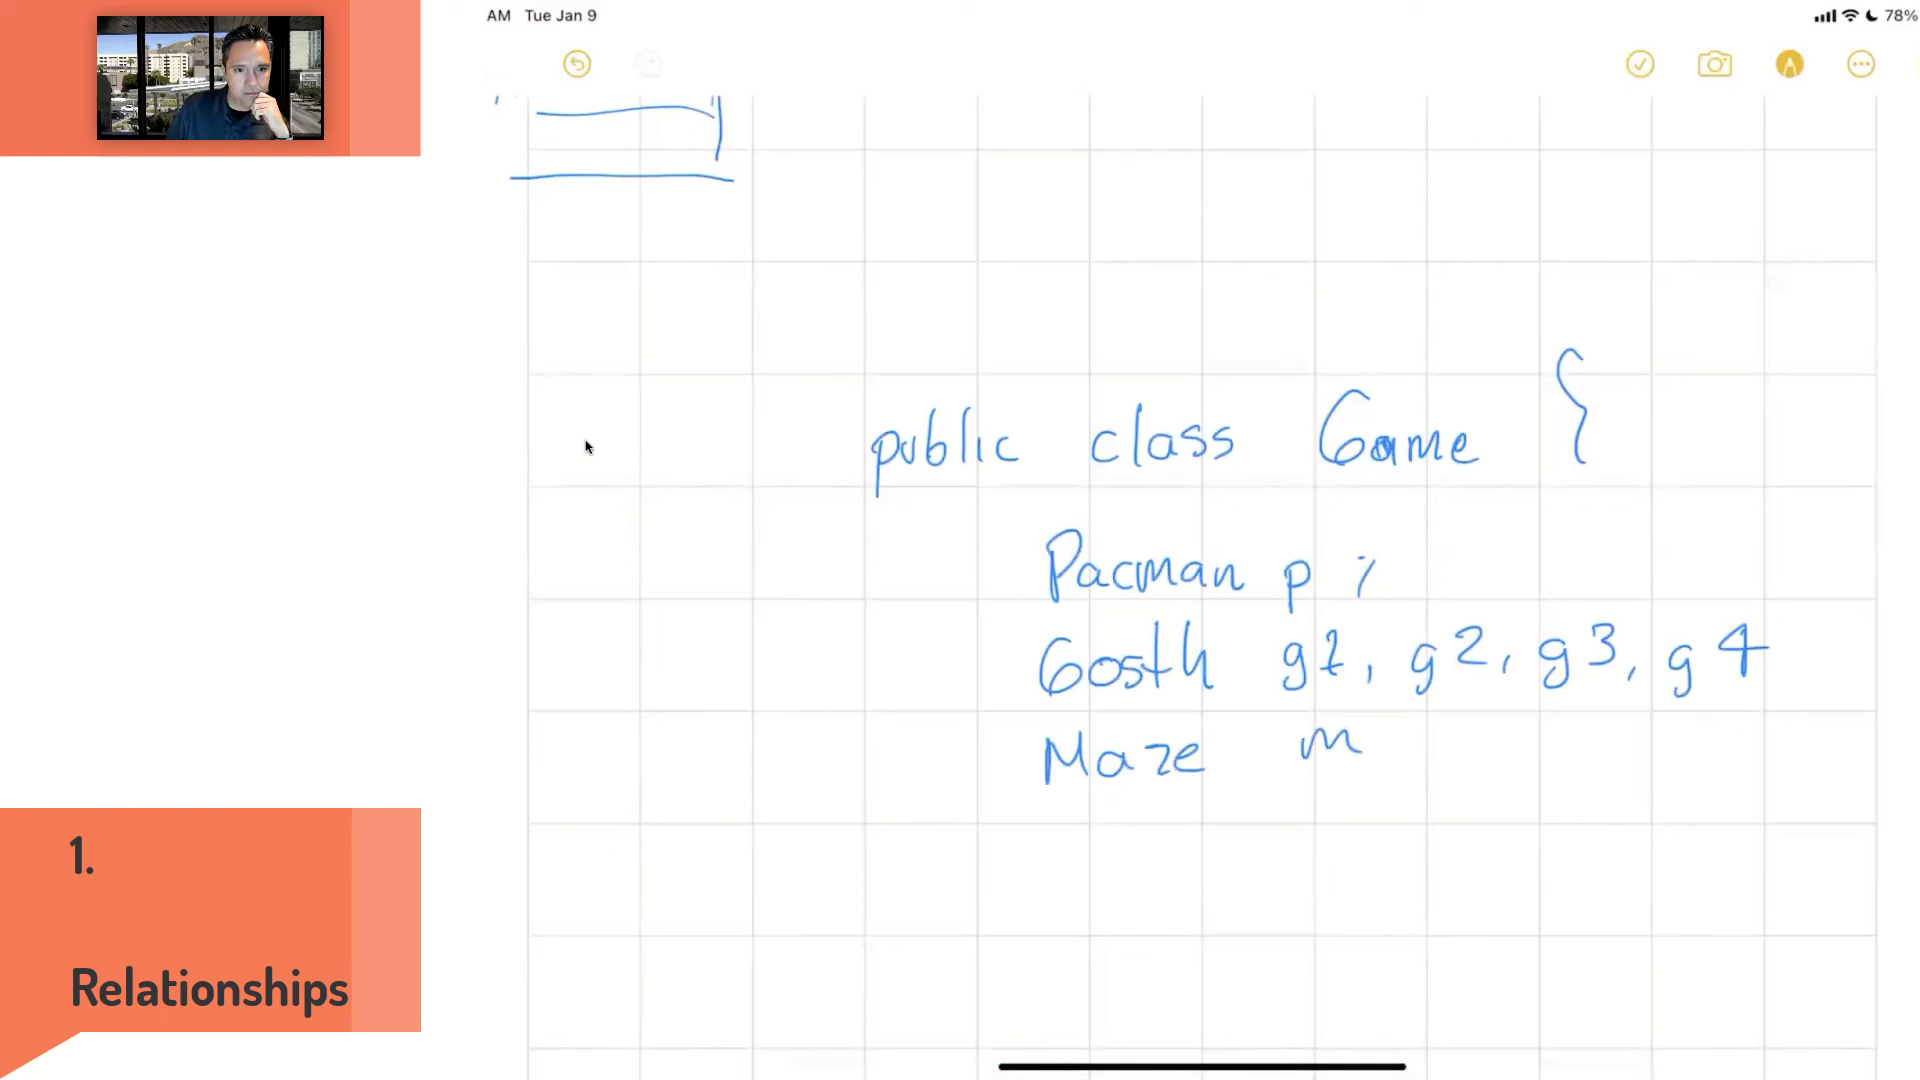 AM Tue Jan 9
78%
public class Game {
Pacman p ;
Gosth g1, g2, g3, g4
Maze m
1.
Relationships